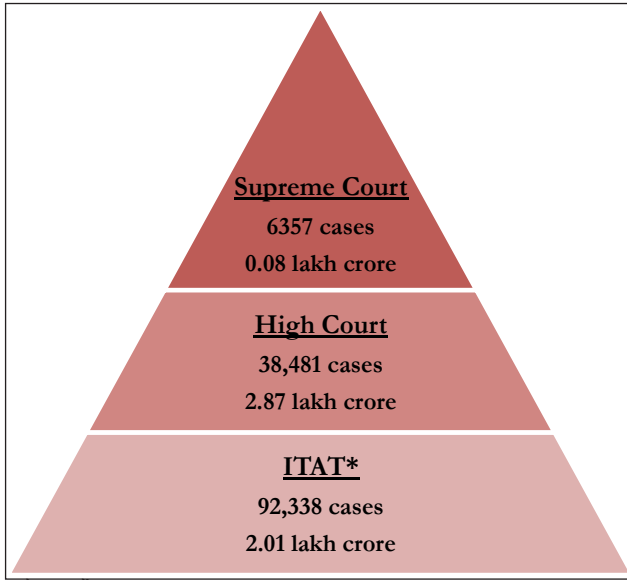 Supreme Court
6357 cases
0.08 lakh crore
High Court
38,481 cases
2.87 lakh crore
ITAT*
92,338 cases
2.01 lakh crore